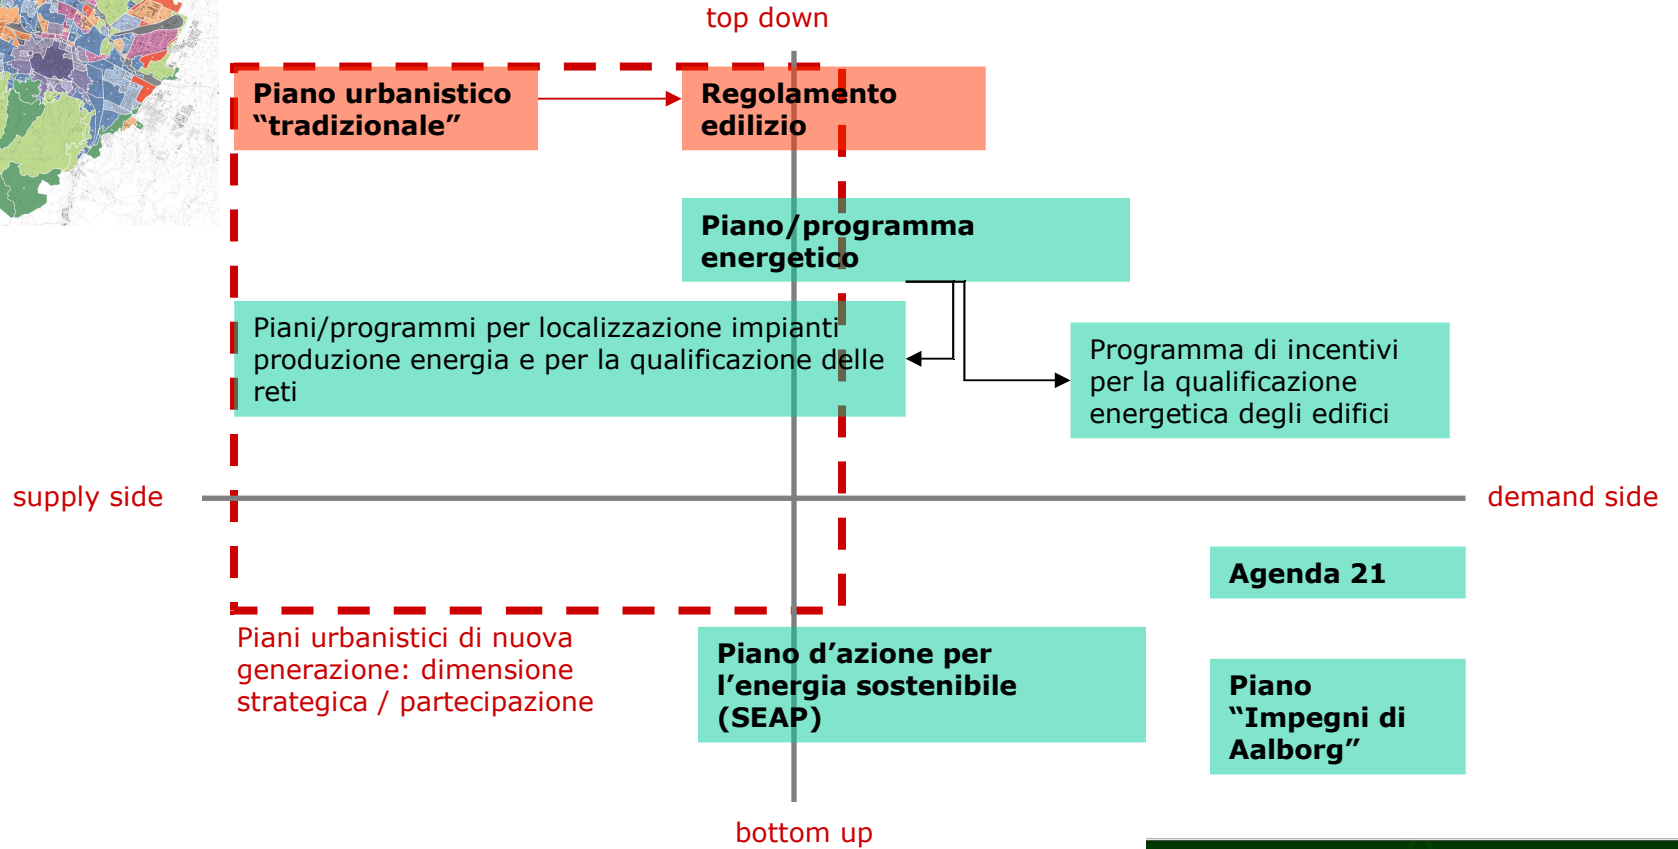 top down
Piano urbanistico
“tradizionale”
Regolamento
edilizio
Piano/programma
energetico
Piani/programmi per localizzazione impianti
produzione energia e per la qualificazione delle
reti
Programma di incentivi
per la qualificazione
energetica degli edifici
supply side
demand side
Agenda 21
Piani urbanistici di nuova
generazione: dimensione
strategica / partecipazione
Piano d’azione per
l’energia sostenibile
(SEAP)
Piano
“Impegni di
Aalborg”
bottom up